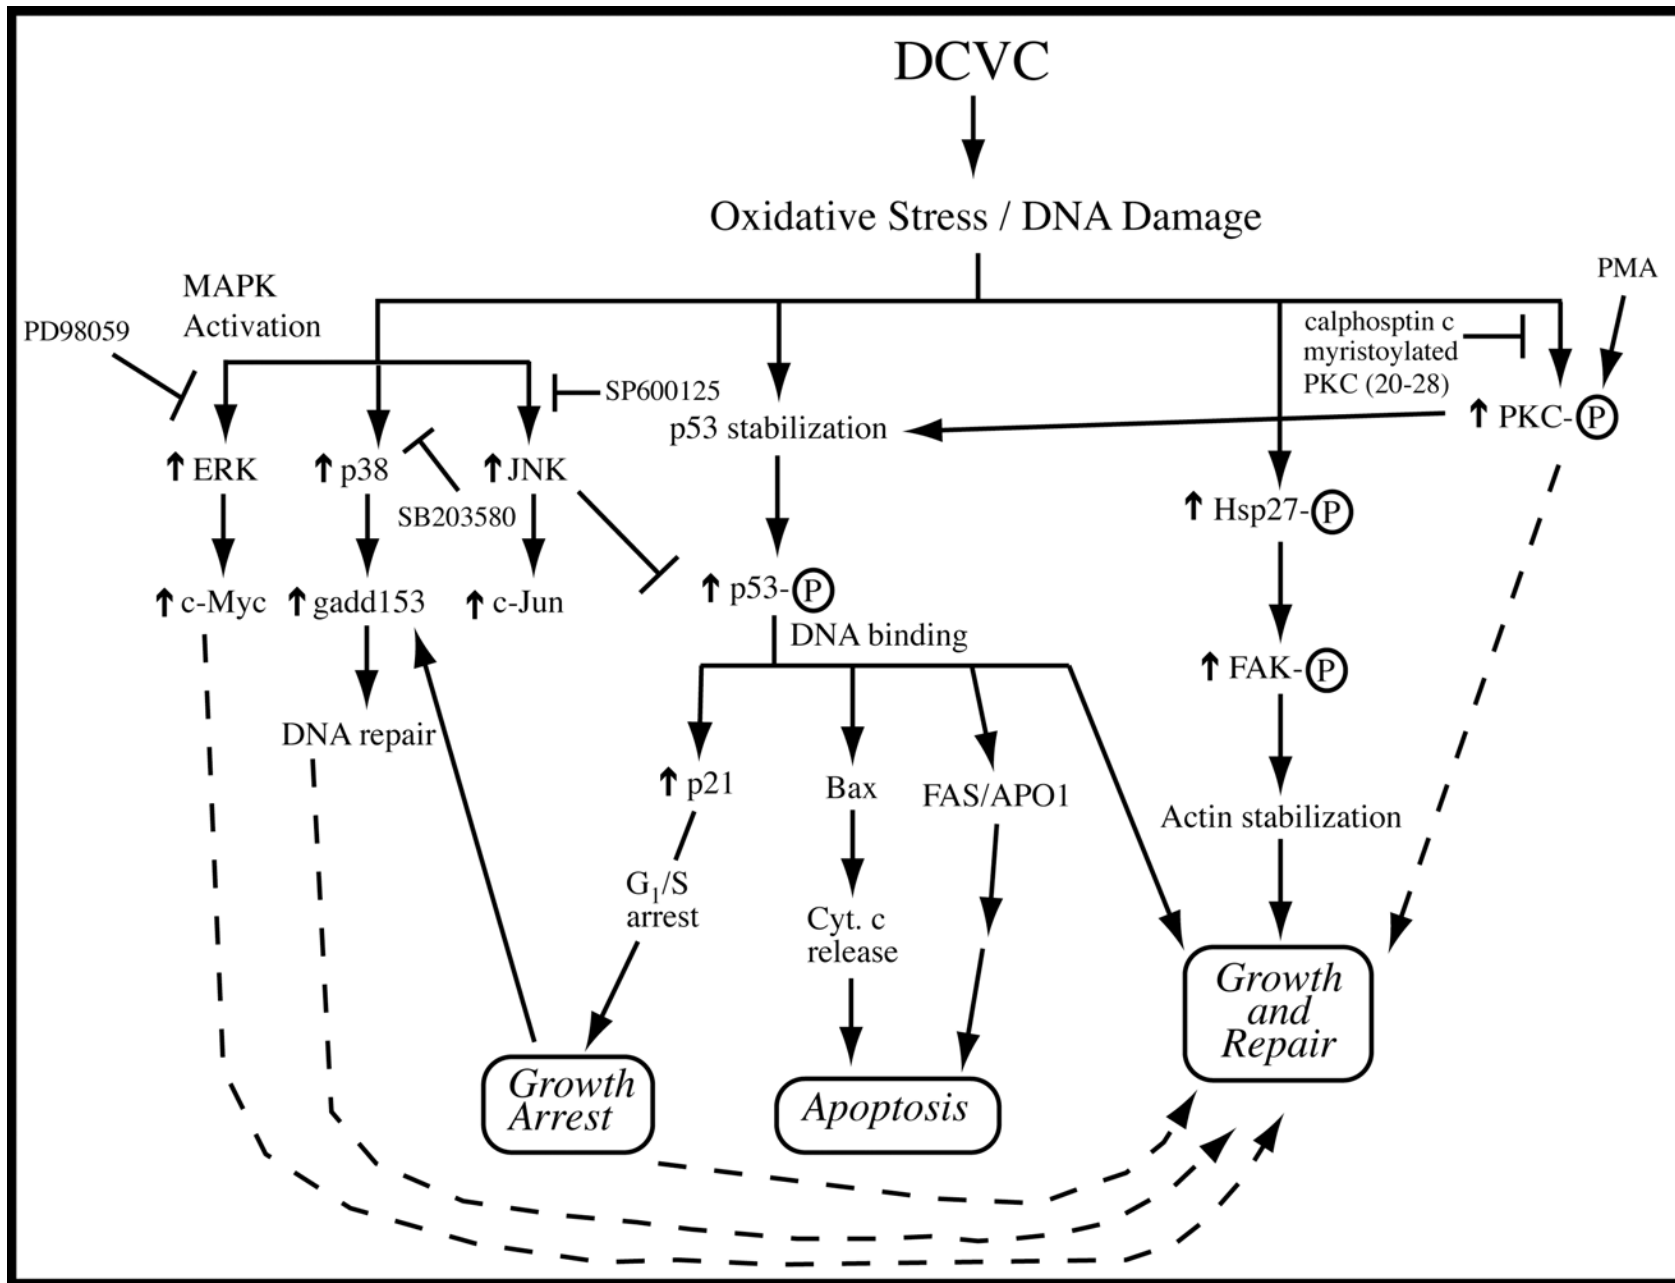 DCVC
Oxidative Stress / DNA Damage
MAPK
Activation
PD98059
PMA
calphosptin c
myristoylated
PKC (20-28)
SP600125
p53 stabilization
↑ PKC-P
↑ ERK
↑ p38
↑ JNK
SB203580
↑ Hsp27-P
↑ c-Myc
↑ gadd153
↑ c-Jun
↑ p53-P
DNA binding
↑ FAK-P
DNA repair
↑ p21
Bax
FAS/APO1
Actin stabilization
G₁/S
arrest
Cyt. c
release
Growth
and
Repair
Growth
Arrest
Apoptosis